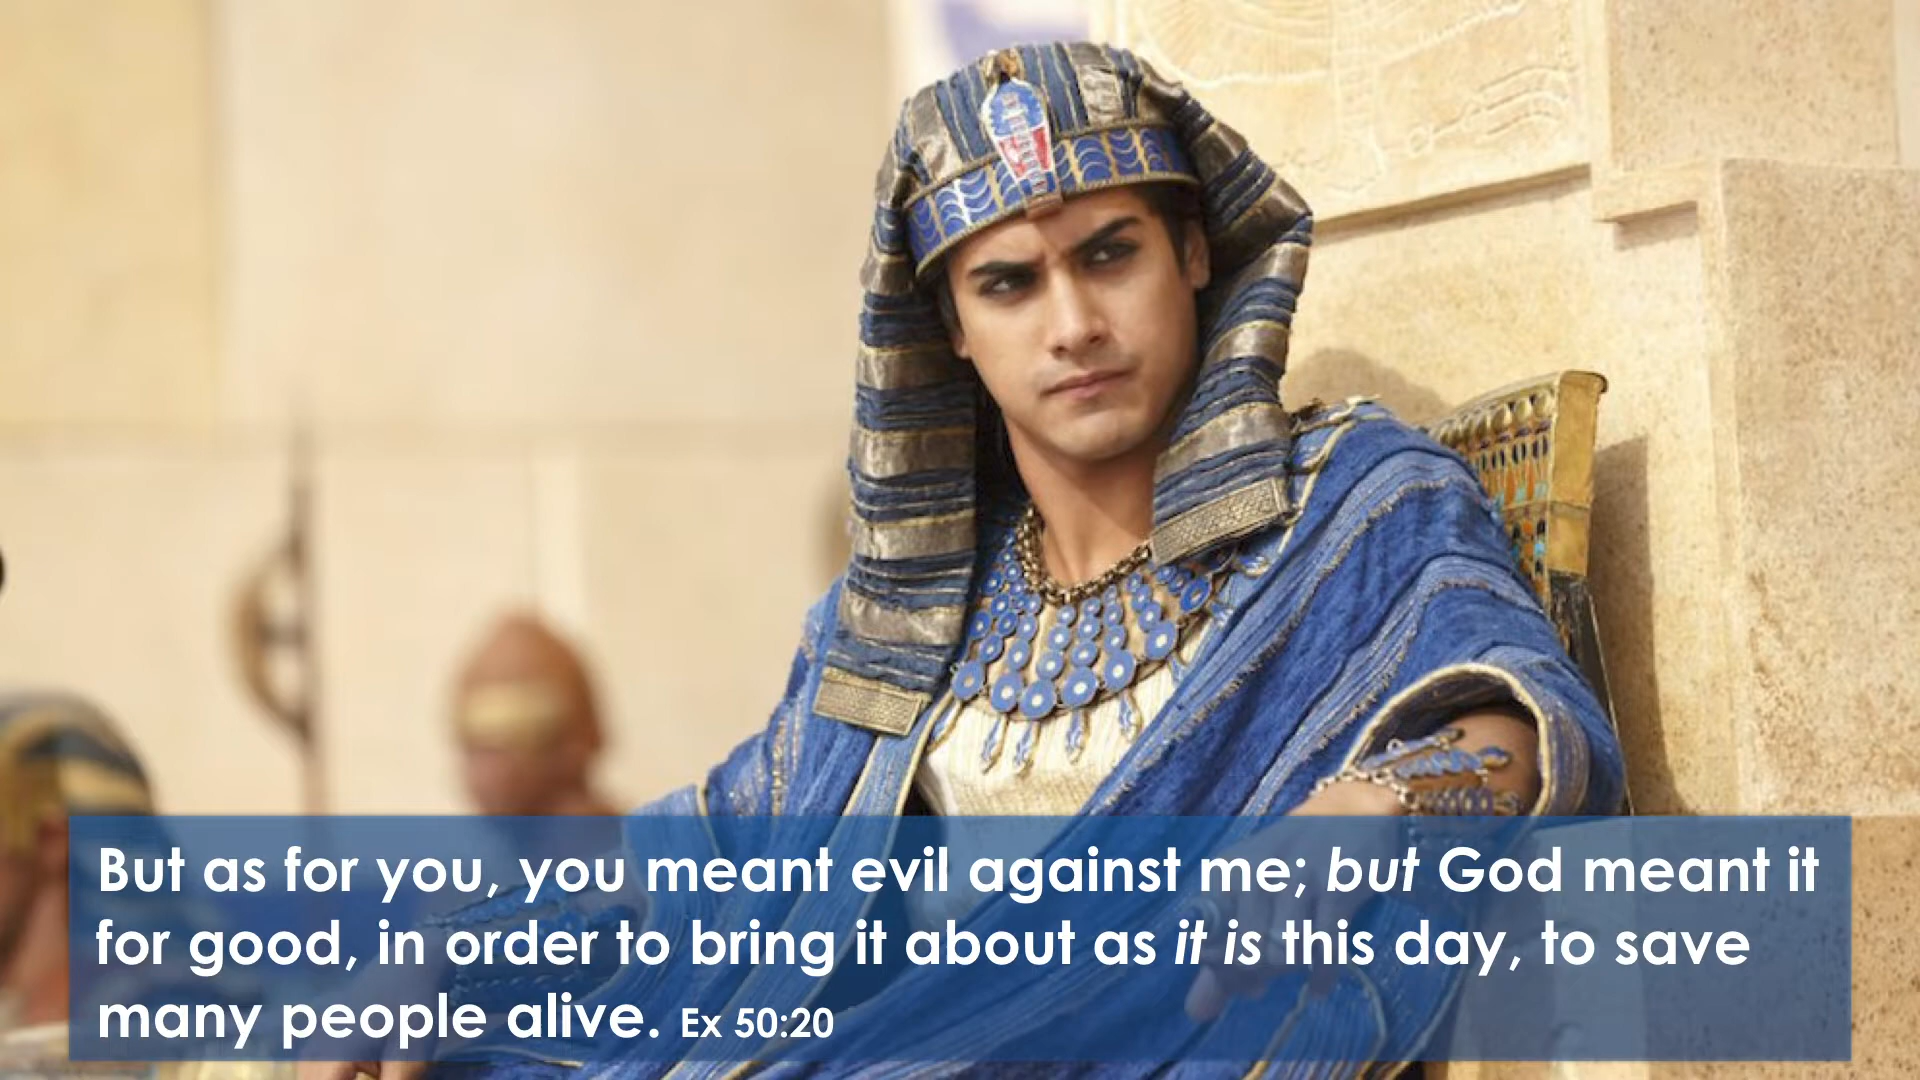 But as for you, you meant evil against me; but God meant it
for good, in order to bring it about as it is this day, to save
many people alive. Ex 50:20